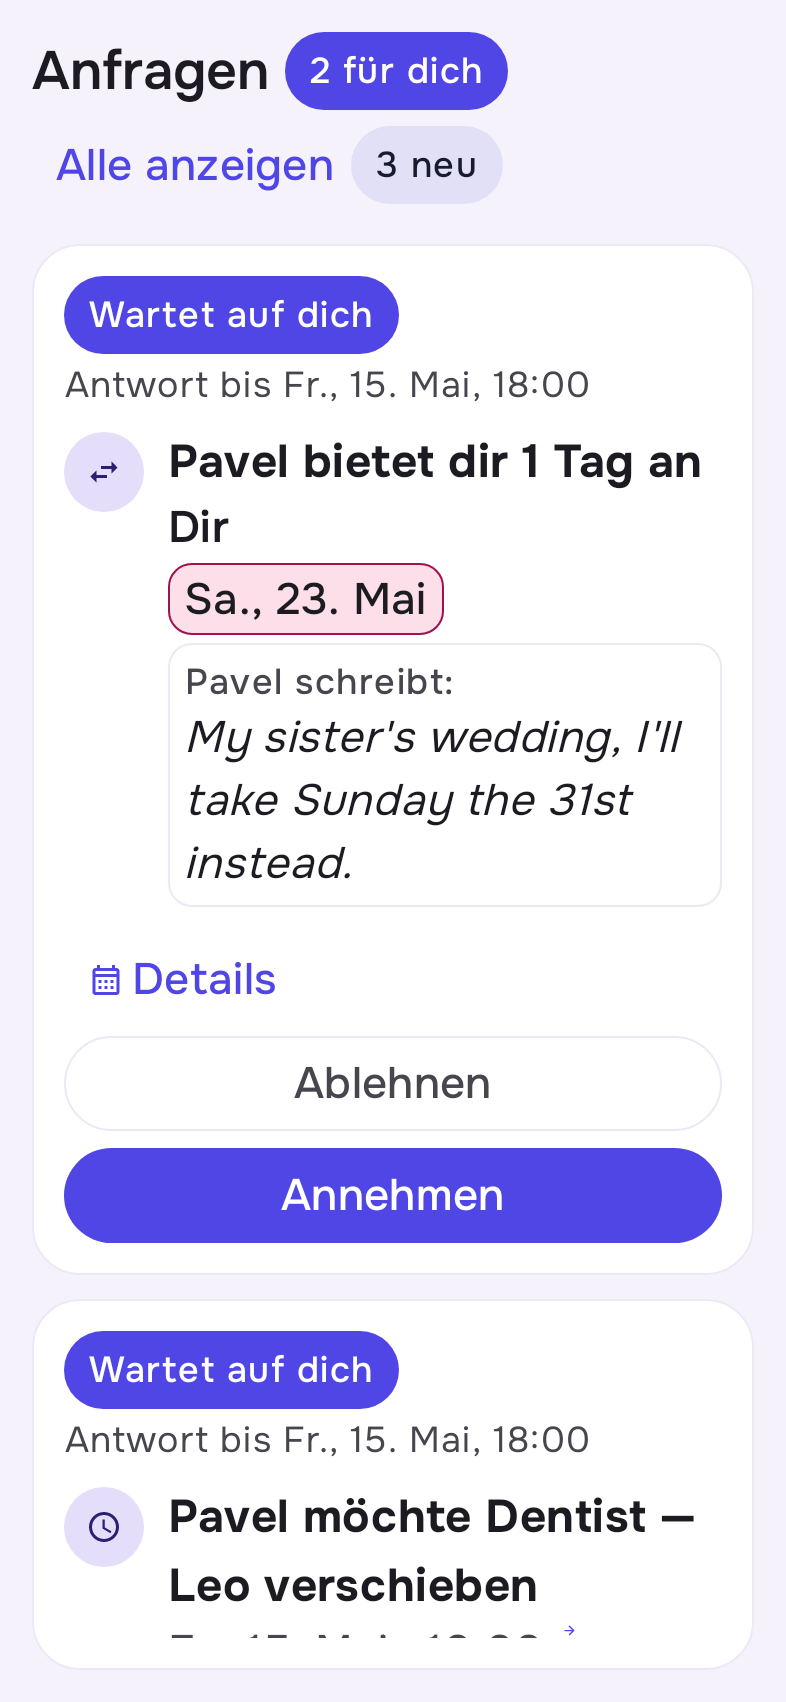 Anfragen 2 für dich
Alle anzeigen 3 neu
Wartet auf dich
Antwort bis Fr., 15. Mai, 18:00
Pavel bietet dir 1 Tag an
Dir
Sa., 23. Mai
Pavel schreibt:
My sister's wedding, I'll
take Sunday the 31st
instead.
Details
Ablehnen
Annehmen
Wartet auf dich
Antwort bis Fr., 15. Mai, 18:00
Pavel möchte Dentist —
Leo verschieben